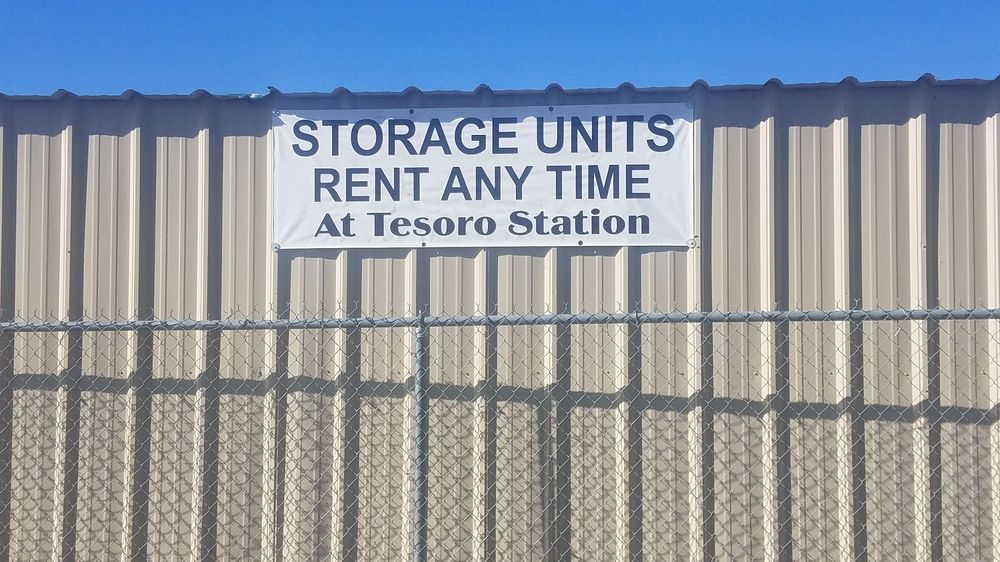 STORAGE UNITS
RENT ANY TIME
At Tesoro Station